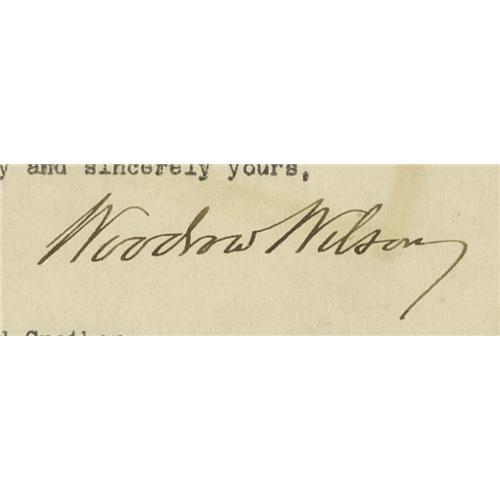 y and sincerely yours,
Woodrow Wilson